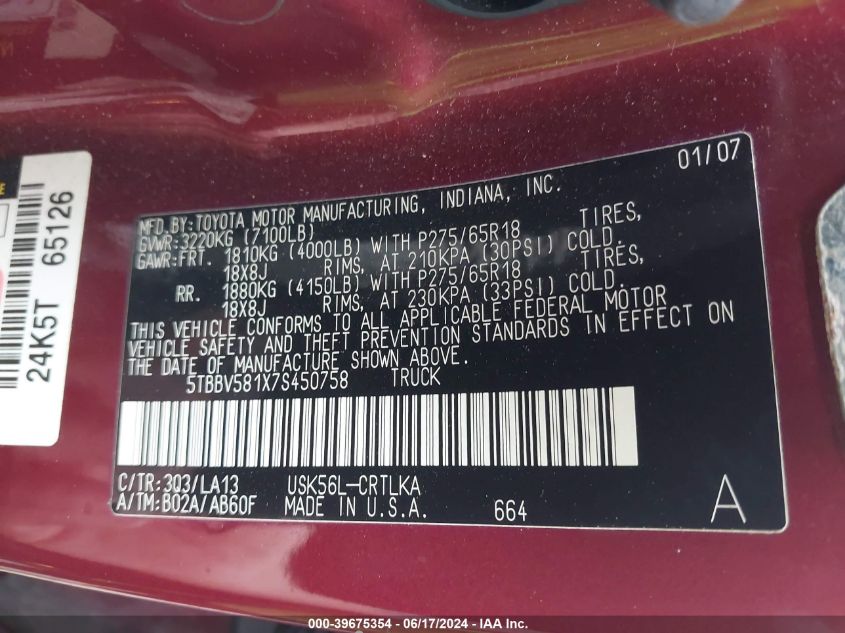 01/07
MFD.BY:TOYOTA MOTOR MANUFACTURING, INDIANA, INC.
GVWR:3220KG (7100LB)
GAWR:FRT. 1810KG (4000LB) WITH P275/65R18 TIRES,
18X8J RIMS, AT 210KPA (30PSI) COLD.
RR. 1880KG (4150LB) WITH P275/65R18 TIRES,
18X8J RIMS, AT 230KPA (33PSI) COLD.
THIS VEHICLE CONFORMS TO ALL APPLICABLE FEDERAL MOTOR
VEHICLE SAFETY AND THEFT PREVENTION STANDARDS IN EFFECT ON
THE DATE OF MANUFACTURE SHOWN ABOVE.
5TBBV581X7S450758 TRUCK
C/TR:3Q3/LA13 USK56L-CRTLKA
A/TM:B02A/AB60F MADE IN U.S.A. 664 A
24K5T 65126
000-39675354 / 06/17/2024 - IAA Inc.